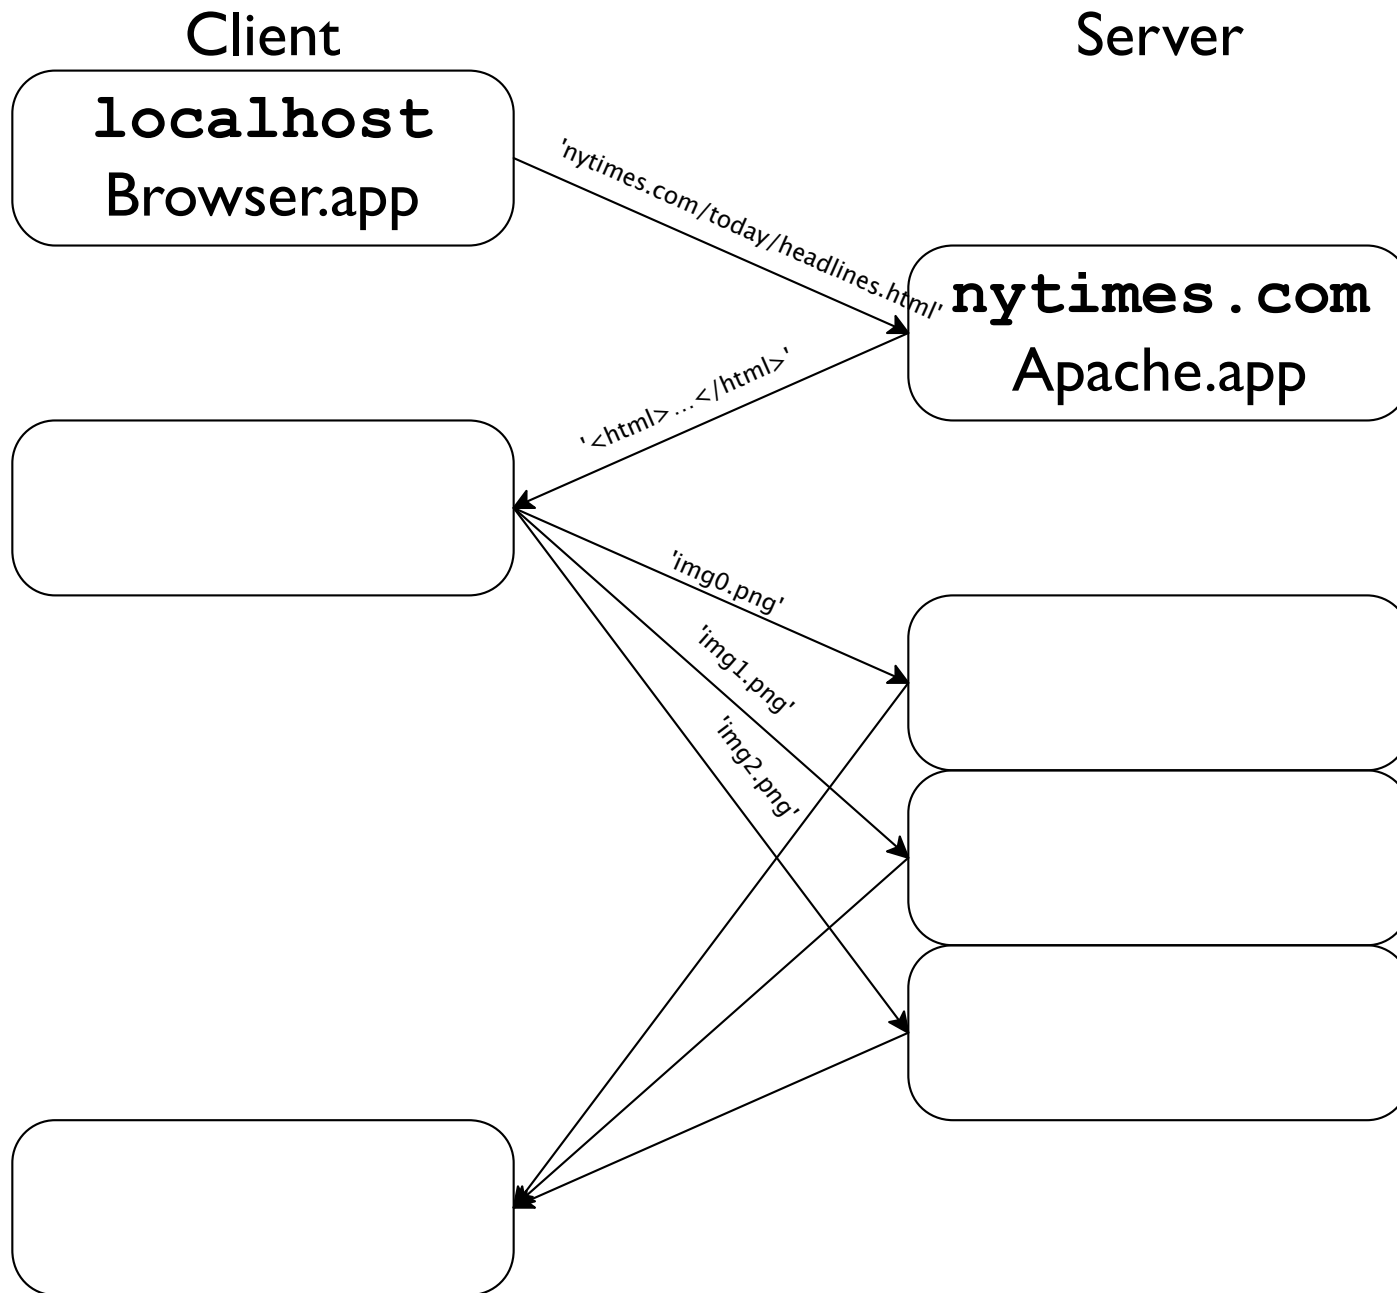 Client
Server
localhost
Browser.app
'nytimes.com/today/headlines.html'
nytimes.com
Apache.app
'<html>...</html>'
'img0.png'
'img1.png'
'img2.png'